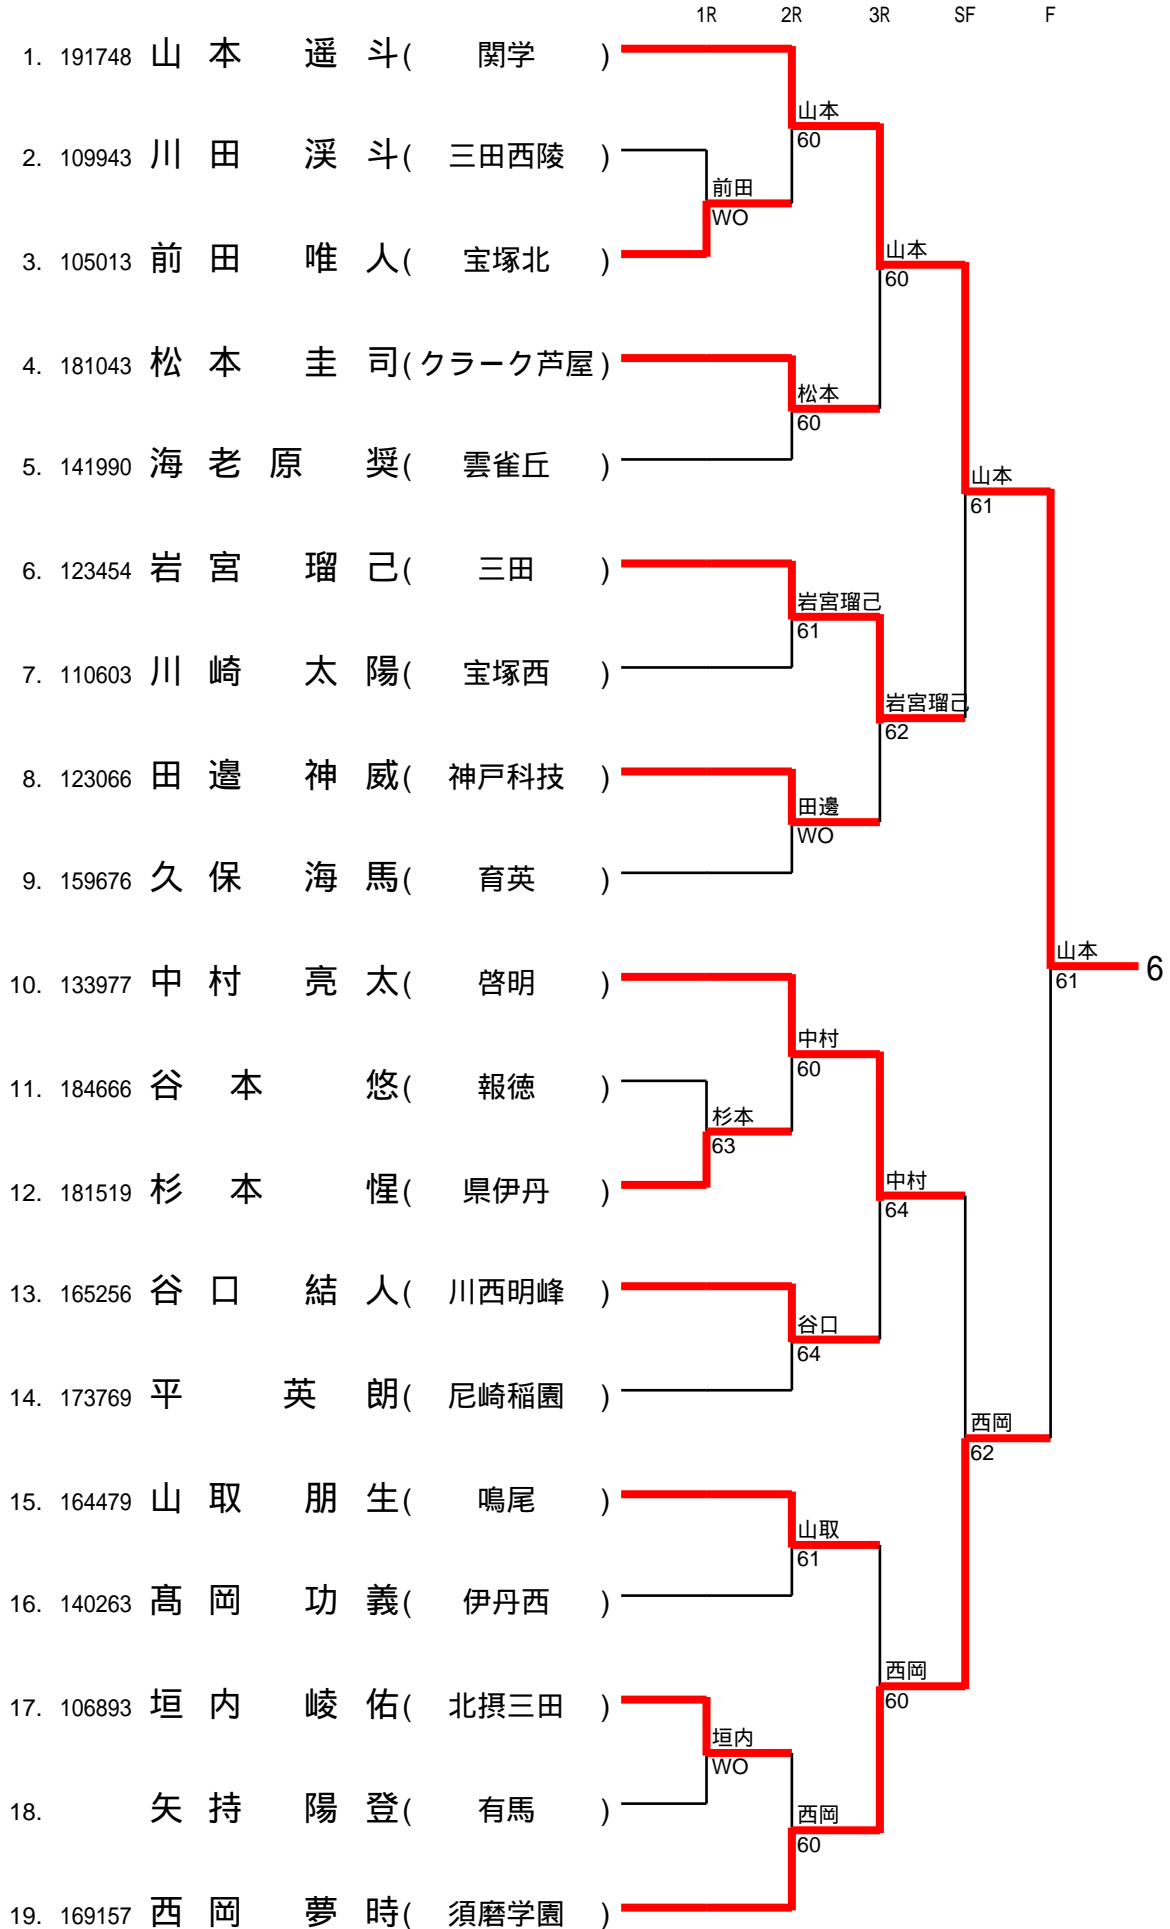 1R 2R 3R SF F
1. 191748 山本 遥斗( 関学 )
山本
60
2. 109943 川田 渓斗( 三田西陵 )
前田
WO
3. 105013 前田 唯人( 宝塚北 )
山本
60
4. 181043 松本 圭司( クラーク芦屋 )
松本
60
5. 141990 海老原 奨( 雲雀丘 )
山本
61
6. 123454 岩宮 瑠己( 三田 )
岩宮瑠己
61
7. 110603 川崎 太陽( 宝塚西 )
岩宮瑠己
62
8. 123066 田邉 神威( 神戸科技 )
田邉
WO
9. 159676 久保 海馬( 育英 )
山本
61
6
10. 133977 中村 亮太( 啓明 )
中村
60
11. 184666 谷本 悠( 報徳 )
杉本
63
12. 181519 杉本 惺( 県伊丹 )
中村
64
13. 165256 谷口 結人( 川西明峰 )
谷口
64
14. 173769 平 英朗( 尼崎稲園 )
西岡
62
15. 164479 山取 朋生( 鳴尾 )
山取
61
16. 140263 髙岡 功義( 伊丹西 )
西岡
60
17. 106893 垣内 崚佑( 北摂三田 )
垣内
WO
18. 矢持 陽登( 有馬 )
西岡
60
19. 169157 西岡 夢時( 須磨学園 )